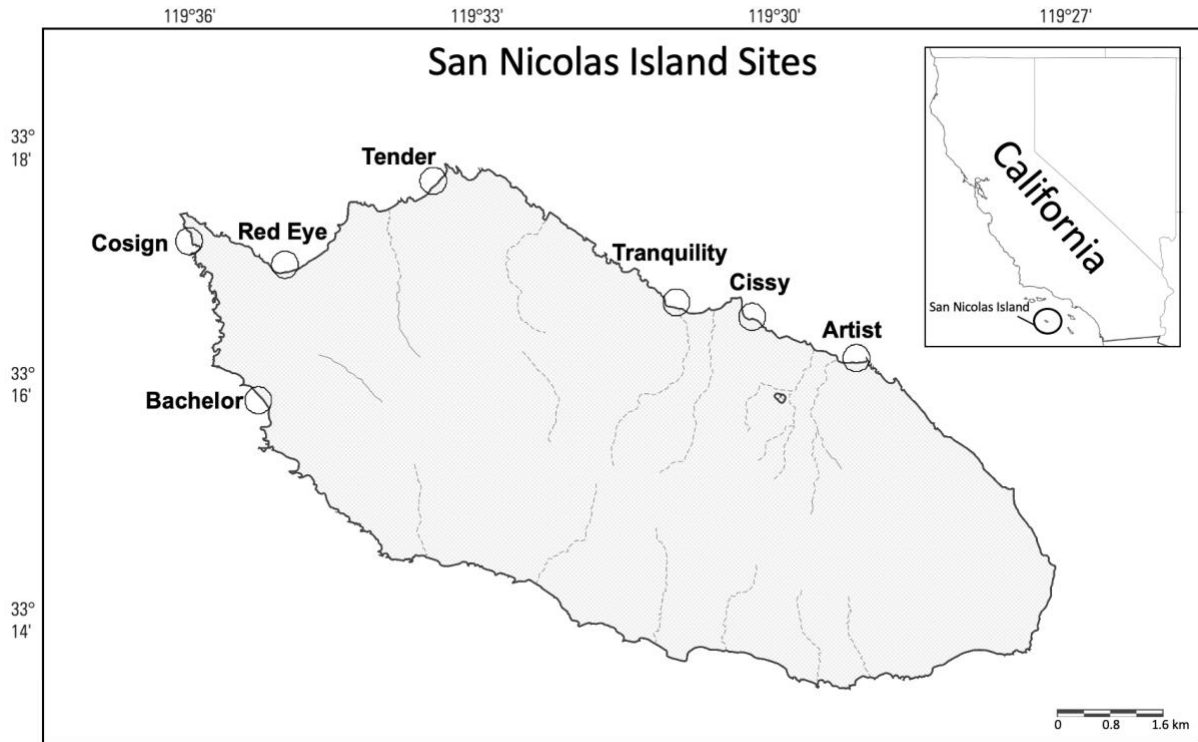 119°36' 119°33' 119°30' 119°27'
San Nicolas Island Sites
33°
18'
Tender
Cosign
Red Eye
Tranquility
Cissy
Artist
33°
16'
Bachelor
33°
14'
California
San Nicolas Island
0 0.8 1.6 km